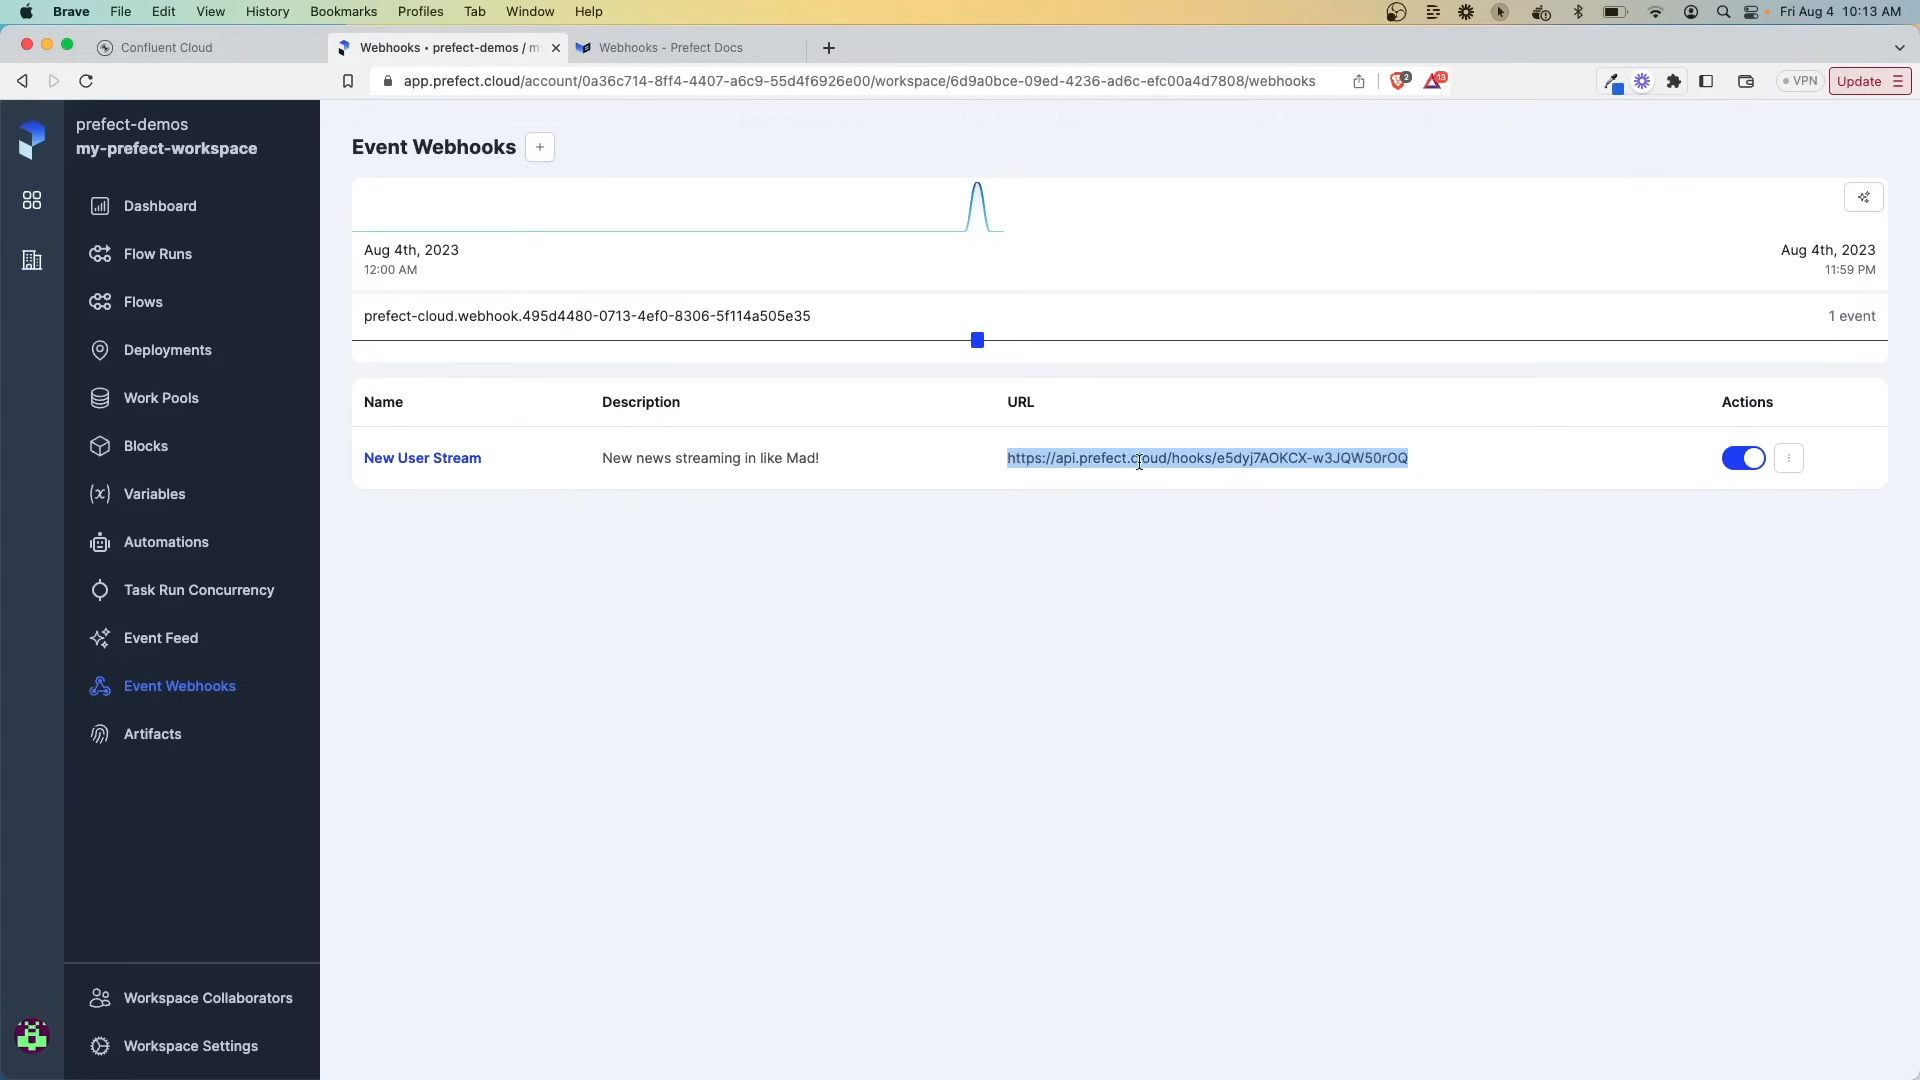 Brave File Edit View History Bookmarks Profiles Tab Window Help Fri Aug 4 10:13 AM
Confluent Cloud Webhooks • prefect-demos / m Webhooks - Prefect Docs
app.prefect.cloud/account/0a36c714-8ff4-4407-a6c9-55d4f6926e00/workspace/6d9a0bce-09ed-4236-ad6c-efc00a4d7808/webhooks 2 13 VPN Update
prefect-demos
my-prefect-workspace
Dashboard
Flow Runs
Flows
Deployments
Work Pools
Blocks
Variables
Automations
Task Run Concurrency
Event Feed
Event Webhooks
Artifacts
Workspace Collaborators
Workspace Settings
Event Webhooks
Aug 4th, 2023 Aug 4th, 2023
12:00 AM 11:59 PM
prefect-cloud.webhook.495d4480-0713-4ef0-8306-5f114a505e35 1 event
Name Description URL Actions
New User Stream New news streaming in like Mad! https://api.prefect.cloud/hooks/e5dyj7AOKCX-w3JQW50rOQ